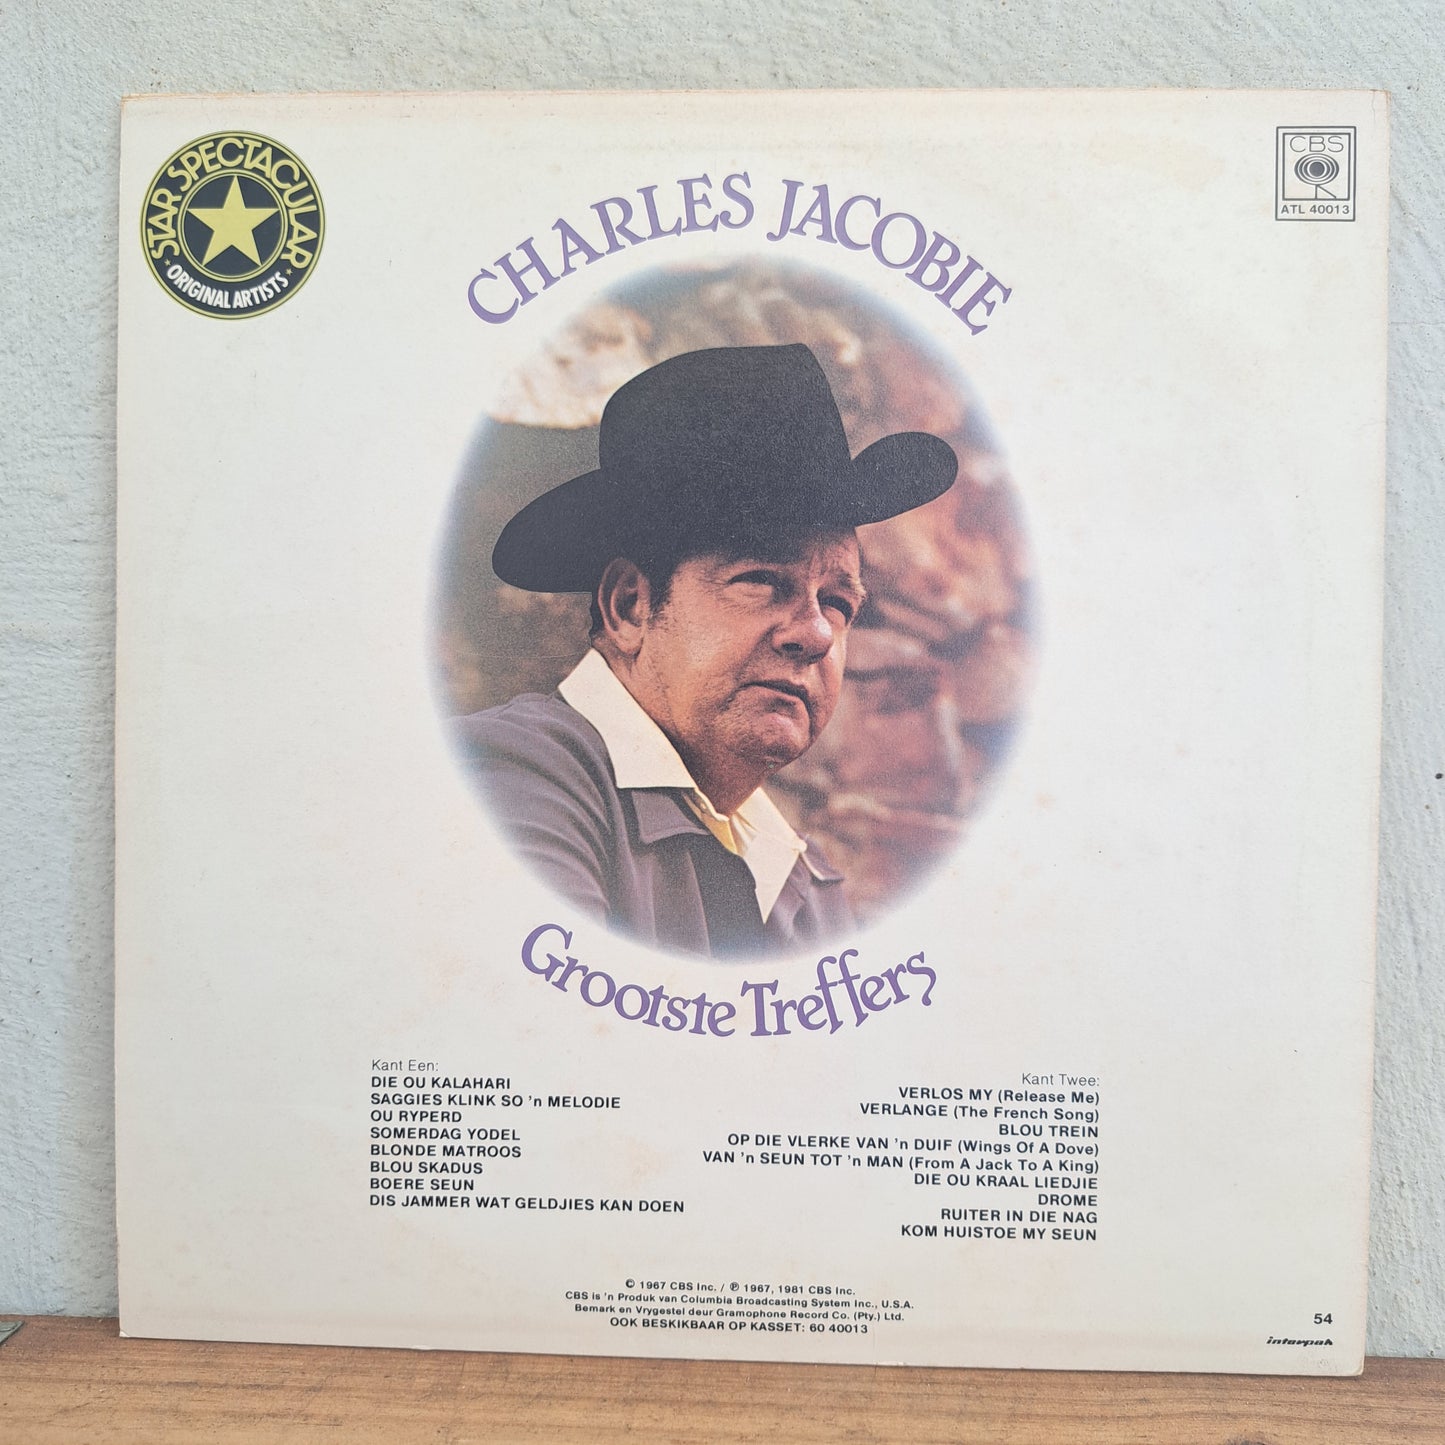 STAR SPECTACULAR
* ORIGINAL ARTISTS *
CBS
ATL 40013
CHARLES JACOBIE
Grootste Treffers
Kant Een:
DIE OU KALAHARI
SAGGIES KLINK SO 'n MELODIE
OU RYPERD
SOMERDAG YODEL
BLONDE MATROOS
BLOU SKADUS
BOERE SEUN
DIS JAMMER WAT GELDJIES KAN DOEN
Kant Twee:
VERLOS MY (Release Me)
VERLANGE (The French Song)
BLOU TREIN
OP DIE VLERKE VAN 'n DUIF (Wings Of A Dove)
VAN 'n SEUN TOT 'n MAN (From A Jack To A King)
DIE OU KRAAL LIEDJIE
DROME
RUITER IN DIE NAG
KOM HUISTOE MY SEUN
© 1967 CBS Inc. / ℗ 1967, 1981 CBS Inc.
CBS is 'n Produk van Columbia Broadcasting System Inc., U.S.A.
Bemark en Vrygestel deur Gramophone Record Co. (Pty.) Ltd.
OOK BESKIKBAAR OP KASSET: 60 40013
54
interpak